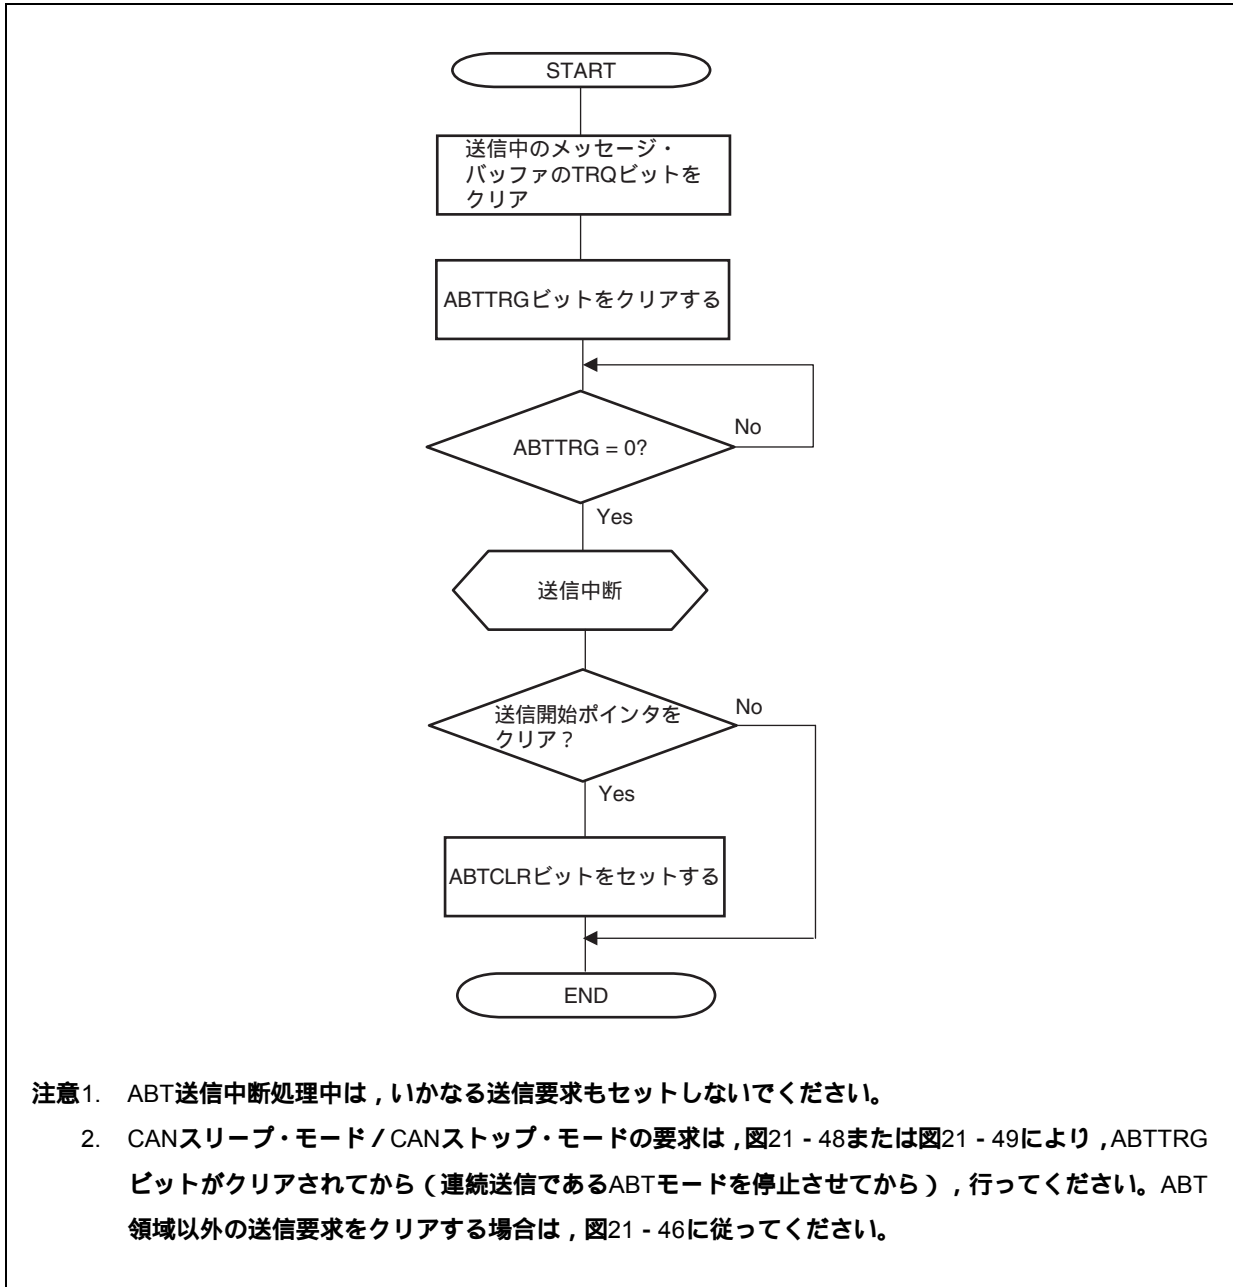 START
送信中のメッセージ・
バッファのTRQビットを
クリア
ABTTRGビットをクリアする
ABTTRG = 0?
No
Yes
送信中断
送信開始ポインタを
クリア？
No
Yes
ABTCLRビットをセットする
END
注意1. ABT送信中断処理中は，いかなる送信要求もセットしないでください。
2. CANスリープ・モード／CANストップ・モードの要求は，図21 - 48または図21 - 49により，ABTTRG
ビットがクリアされてから（連続送信であるABTモードを停止させてから），行ってください。ABT
領域以外の送信要求をクリアする場合は，図21 - 46に従ってください。